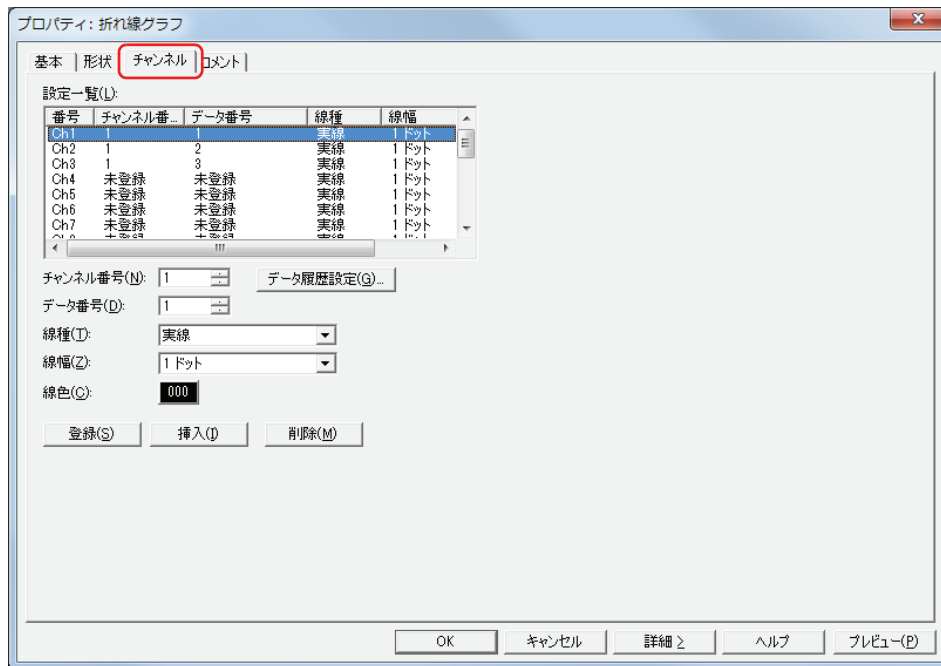 プロパティ: 折れ線グラフ
基本 形状 チャンネル コメント
設定一覧(L):
番号 チャンネル番... データ番号 線種 線幅
Ch1 1 1 実線 1 ドット
Ch2 1 2 実線 1 ドット
Ch3 1 3 実線 1 ドット
Ch4 未登録 未登録 実線 1 ドット
Ch5 未登録 未登録 実線 1 ドット
Ch6 未登録 未登録 実線 1 ドット
Ch7 未登録 未登録 実線 1 ドット
チャンネル番号(N): 1 データ履歴設定(G)...
データ番号(D): 1
線種(T): 実線
線幅(Z): 1 ドット
線色(C): 000
登録(S) 挿入(I) 削除(M)
OK キャンセル 詳細 ≥ ヘルプ プレビュー(P)